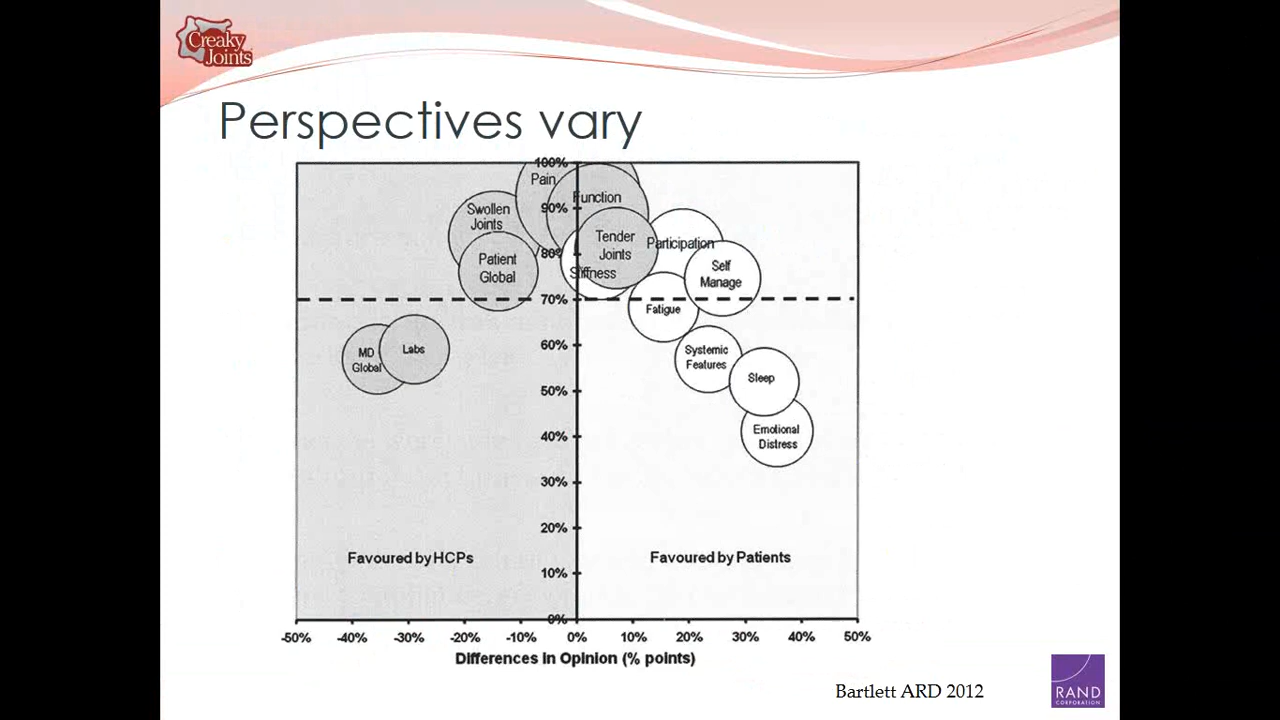 Creaky
Joints
Perspectives vary
100%
Pain
Function
90%
Swollen
Joints
Tender
Joints
Participation
80%
Patient
Global
Stiffness
Self
Manage
70%
Fatigue
60%
MD
Global
Labs
Systemic
Features
Sleep
50%
40%
Emotional
Distress
30%
20%
Favoured by HCPs
Favoured by Patients
10%
0%
-50% -40% -30% -20% -10% 0% 10% 20% 30% 40% 50%
Differences in Opinion (% points)
Bartlett ARD 2012
RAND
CORPORATION